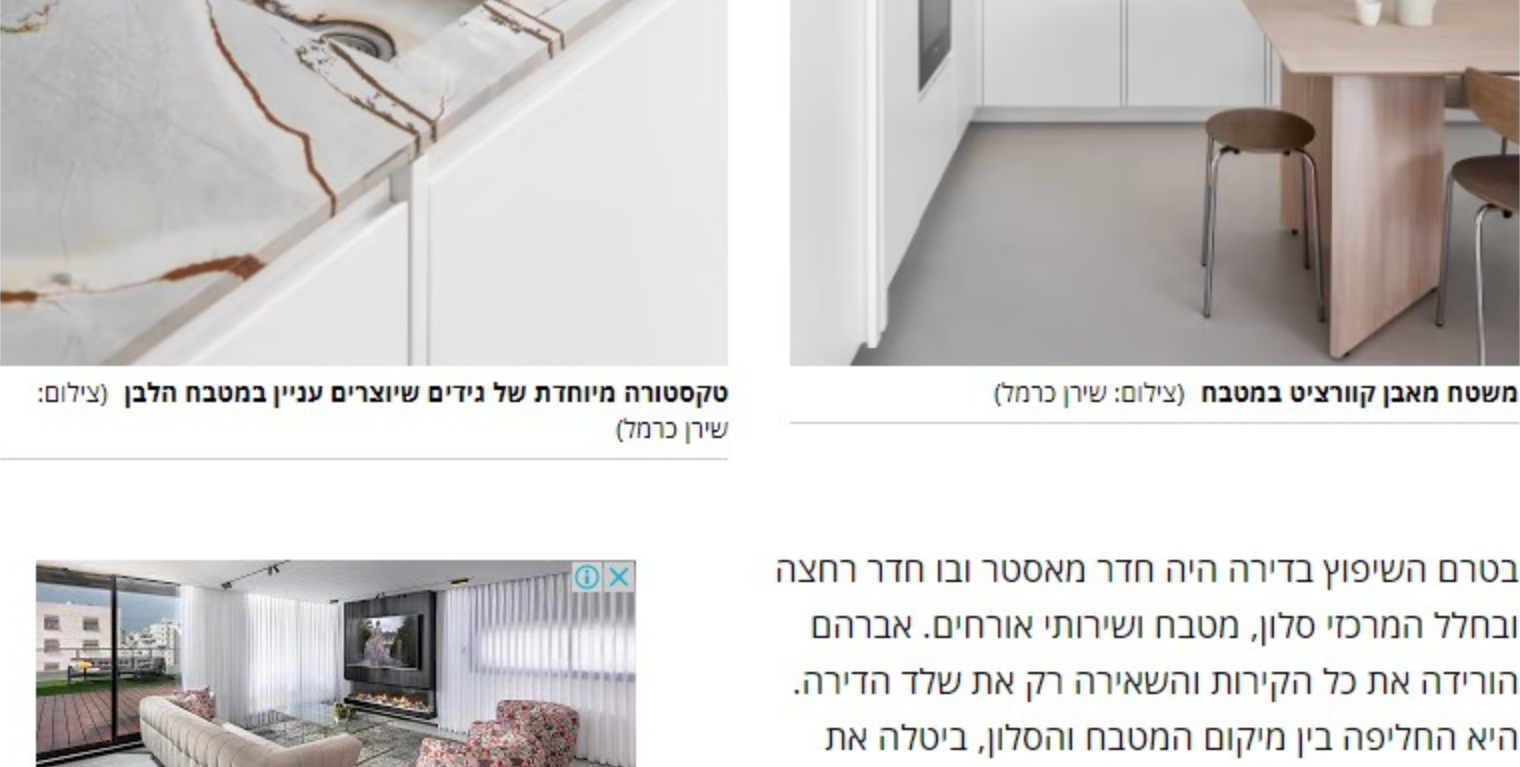 משטח מאבן קוורציט במטבח (צילום: שירן כרמל)
טקסטורה מיוחדת של גידים שיוצרים עניין במטבח הלבן (צילום:
שירן כרמל)
בטרם השיפוץ בדירה היה חדר מאסטר ובו חדר רחצה
ובחלל המרכזי סלון, מטבח ושירותי אורחים. אברהם
הורידה את כל הקירות והשאירה רק את שלד הדירה.
היא החליפה בין מיקום המטבח והסלון, ביטלה את